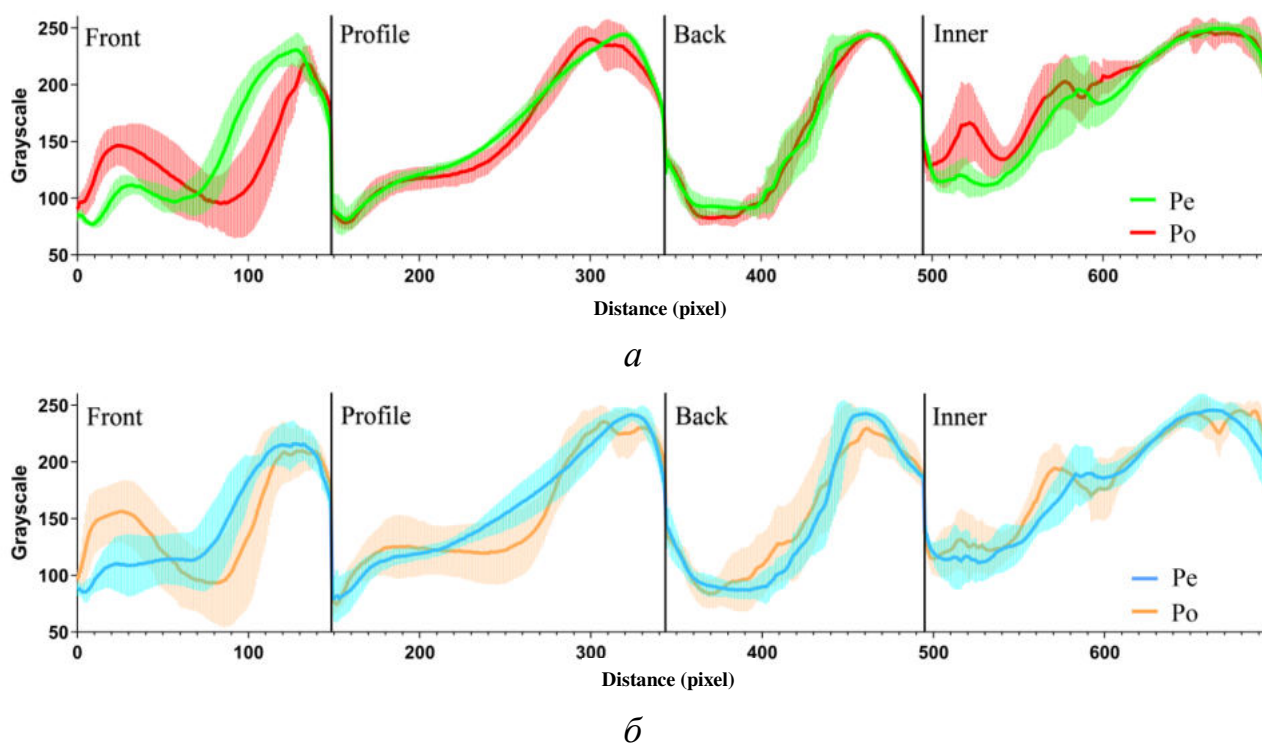 Front Profile Back Inner
250
200
150
100
50
Grayscale
Pe
Po
0 100 200 300 400 500 600
Distance (pixel)
а
Front Profile Back Inner
250
200
150
100
50
Grayscale
Pe
Po
0 100 200 300 400 500 600
Distance (pixel)
б